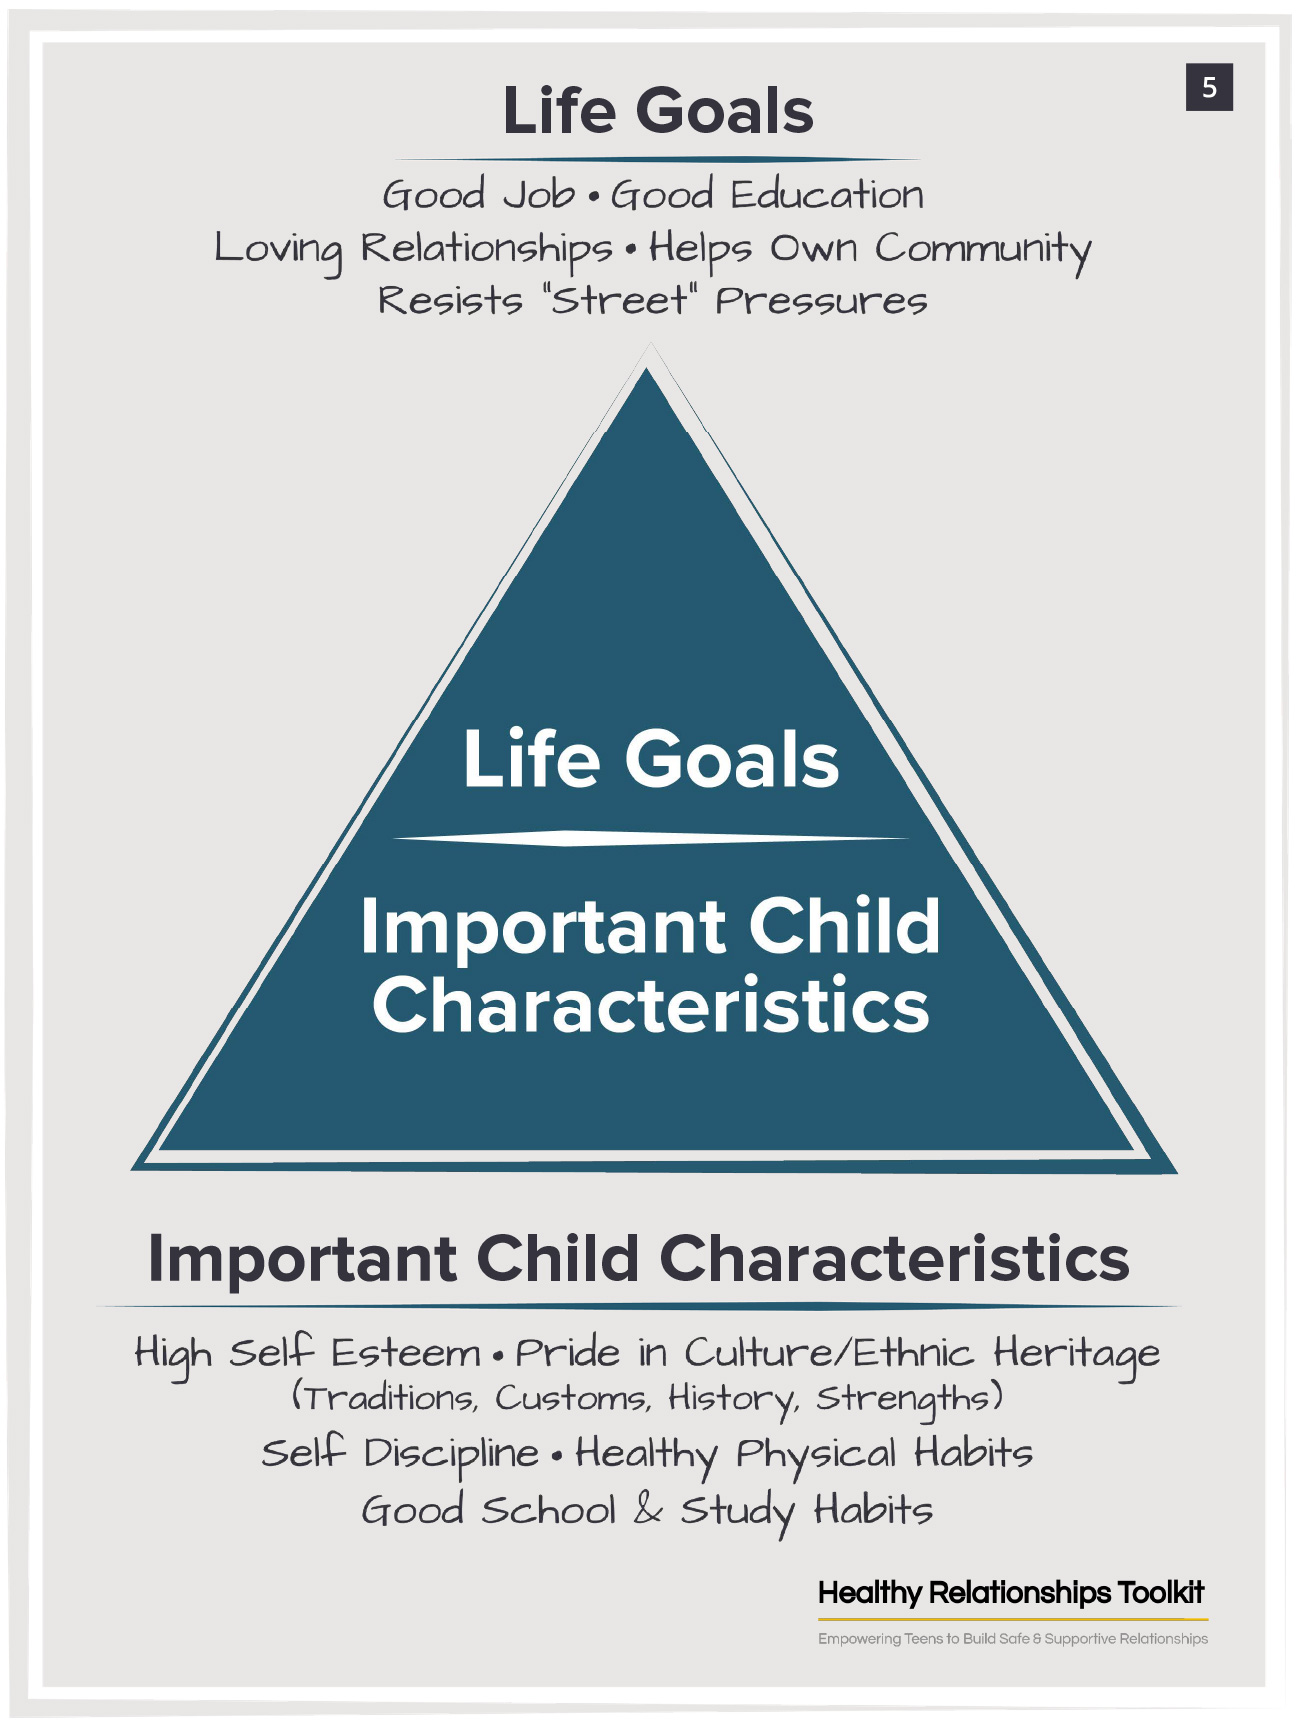 5
Life Goals
Good Job • Good Education
Loving Relationships • Helps Own Community
Resists "Street" Pressures
Life Goals
Important Child
Characteristics
Important Child Characteristics
High Self Esteem • Pride in Culture/Ethnic Heritage
(Traditions, Customs, History, Strengths)
Self Discipline • Healthy Physical Habits
Good School & Study Habits
Healthy Relationships Toolkit
Empowering Teens to Build Safe & Supportive Relationships